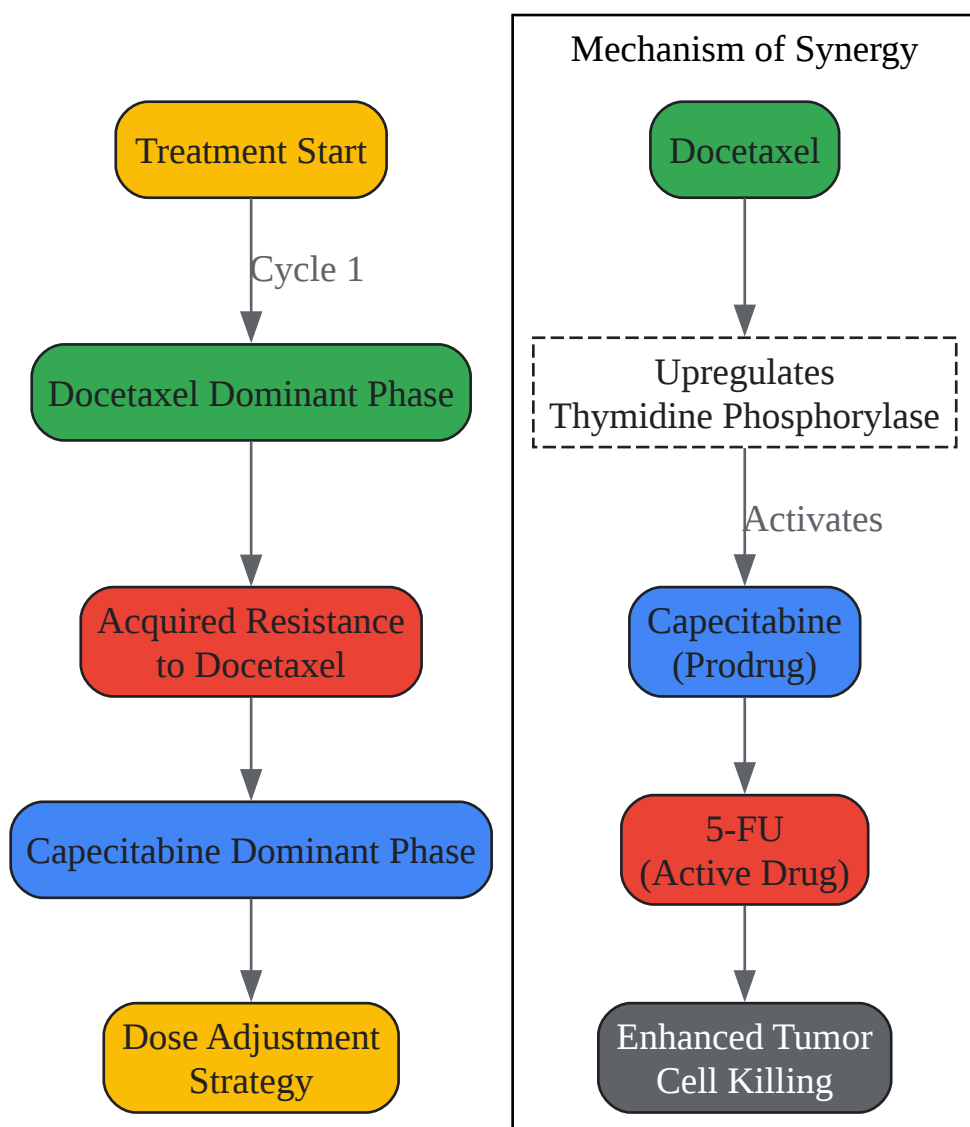 Treatment Start
Cycle 1
Docetaxel Dominant Phase
Acquired Resistance
to Docetaxel
Capecitabine Dominant Phase
Dose Adjustment
Strategy
Mechanism of Synergy
Docetaxel
Upregulates
Thymidine Phosphorylase
Activates
Capecitabine
(Prodrug)
5-FU
(Active Drug)
Enhanced Tumor
Cell Killing